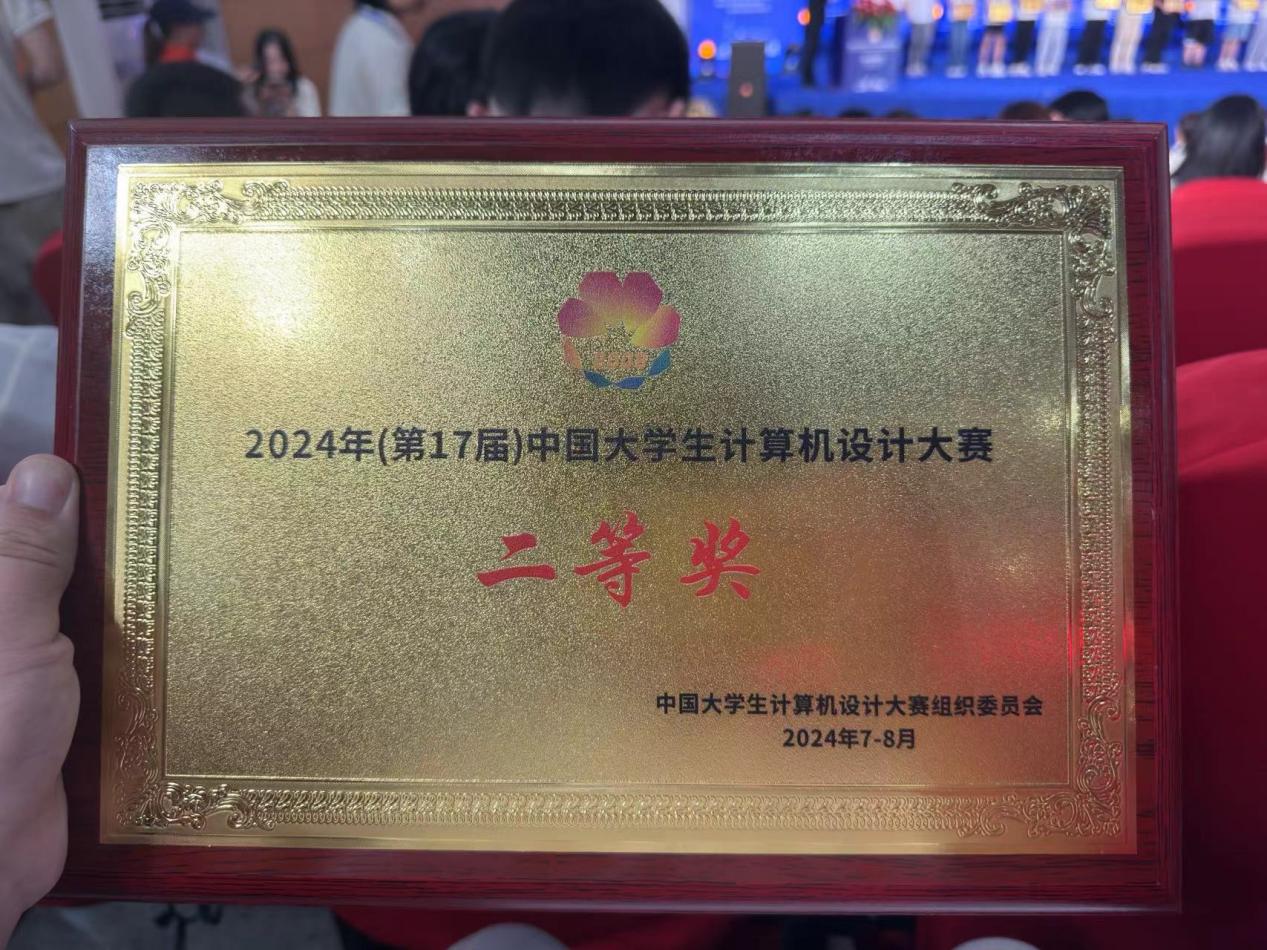 2024年(第17届)中国大学生计算机设计大赛
二等奖
中国大学生计算机设计大赛组织委员会
2024年7-8月